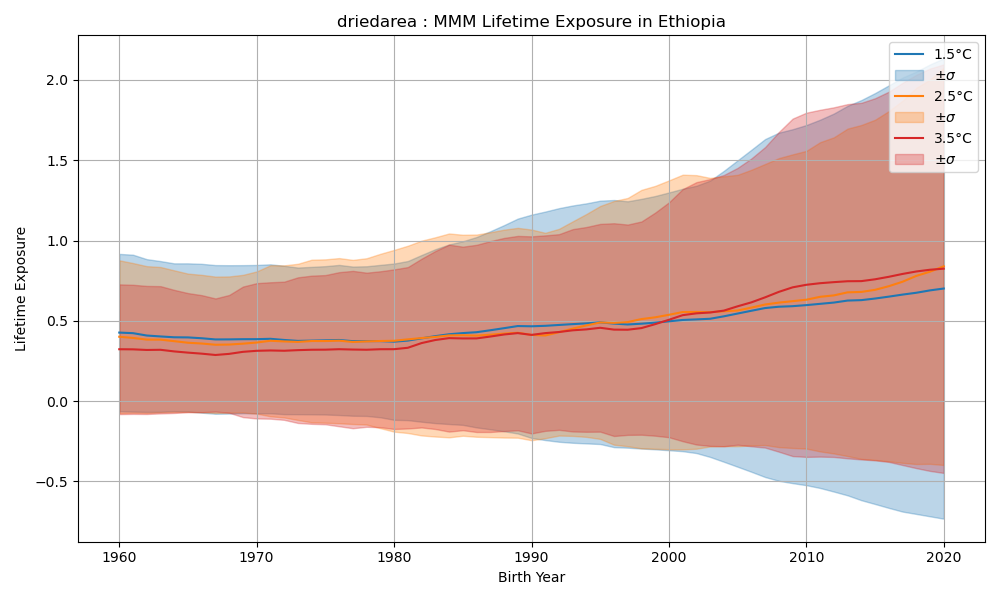 driedarea : MMM Lifetime Exposure in Ethiopia
Lifetime Exposure
2.0
1.5
1.0
0.5
0.0
−0.5
1960
1970
1980
1990
2000
2010
2020
Birth Year
1.5°C
±σ
2.5°C
±σ
3.5°C
±σ